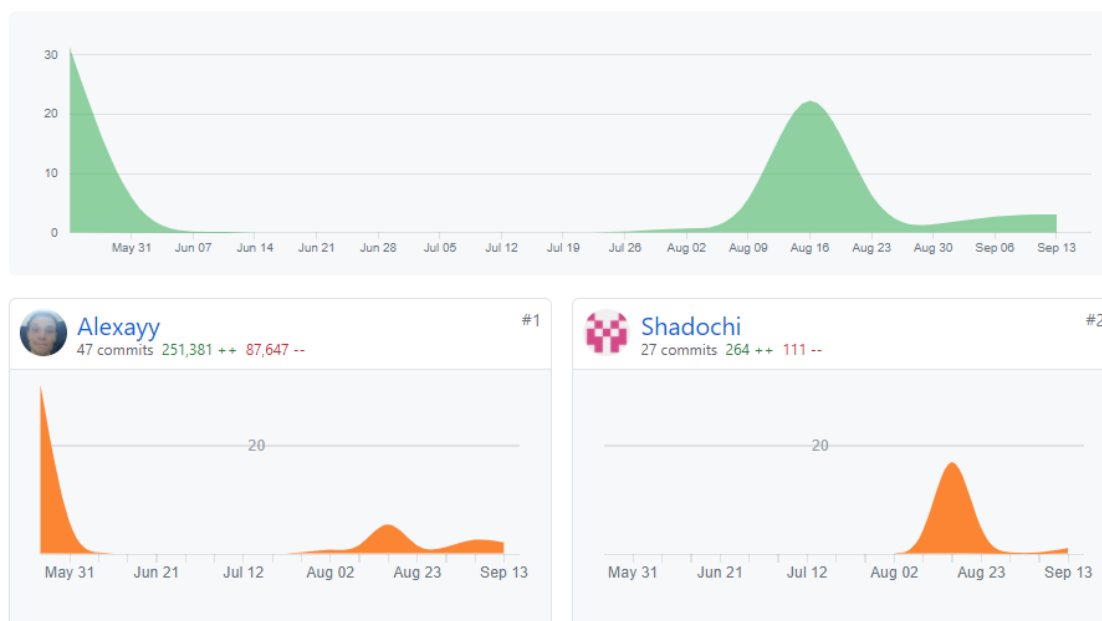 30
20
10
0
May 31 Jun 07 Jun 14 Jun 21 Jun 28 Jul 05 Jul 12 Jul 19 Jul 26 Aug 02 Aug 09 Aug 16 Aug 23 Aug 30 Sep 06 Sep 13
Alexayy #1
47 commits 251,381 ++ 87,647 --
20
May 31 Jun 21 Jul 12 Aug 02 Aug 23 Sep 13
Shadochi #2
27 commits 264 ++ 111 --
20
May 31 Jun 21 Jul 12 Aug 02 Aug 23 Sep 13